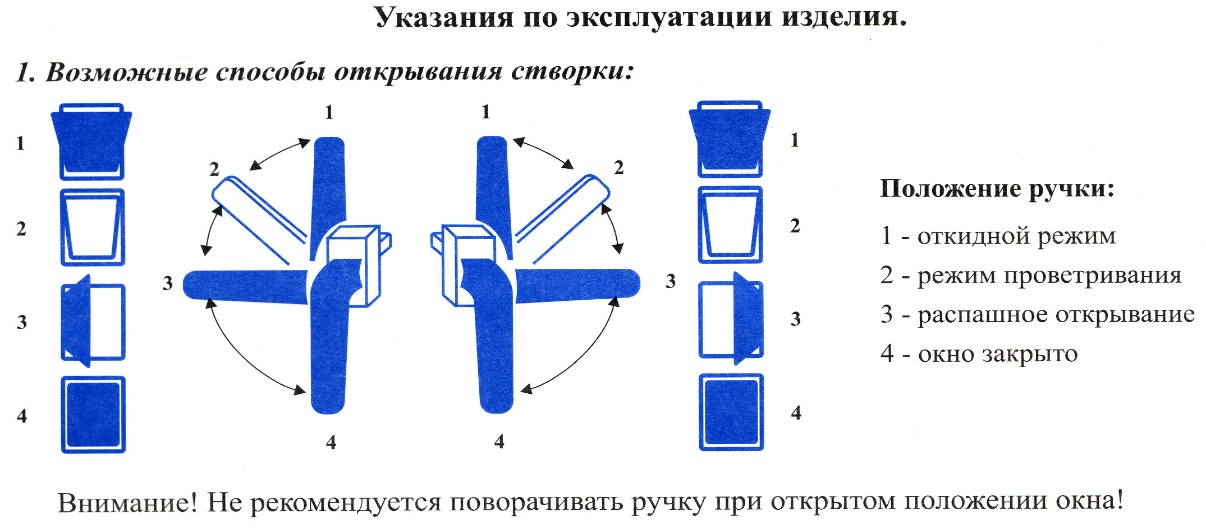 Указания по эксплуатации изделия.
1. Возможные способы открывания створки:
1
2
3
4
1
2
3
4
1
2
3
4
1
2
3
4
Положение ручки:
1 - откидной режим
2 - режим проветривания
3 - распашное открывание
4 - окно закрыто
Внимание! Не рекомендуется поворачивать ручку при открытом положении окна!